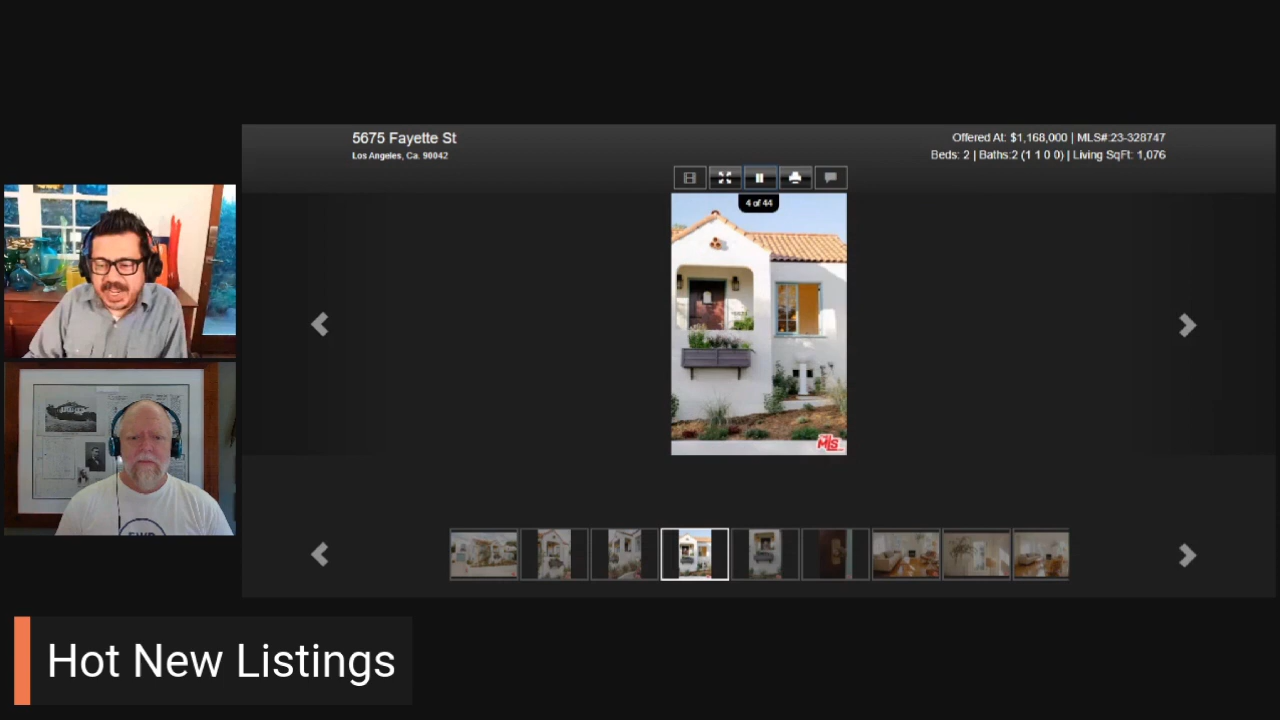 5675 Fayette St
Los Angeles, Ca. 90042
Offered At: $1,168,000 | MLS#:23-328747
Beds: 2 | Baths:2 (1 1 0 0) | Living SqFt: 1,076
4 of 44
MLS
Hot New Listings